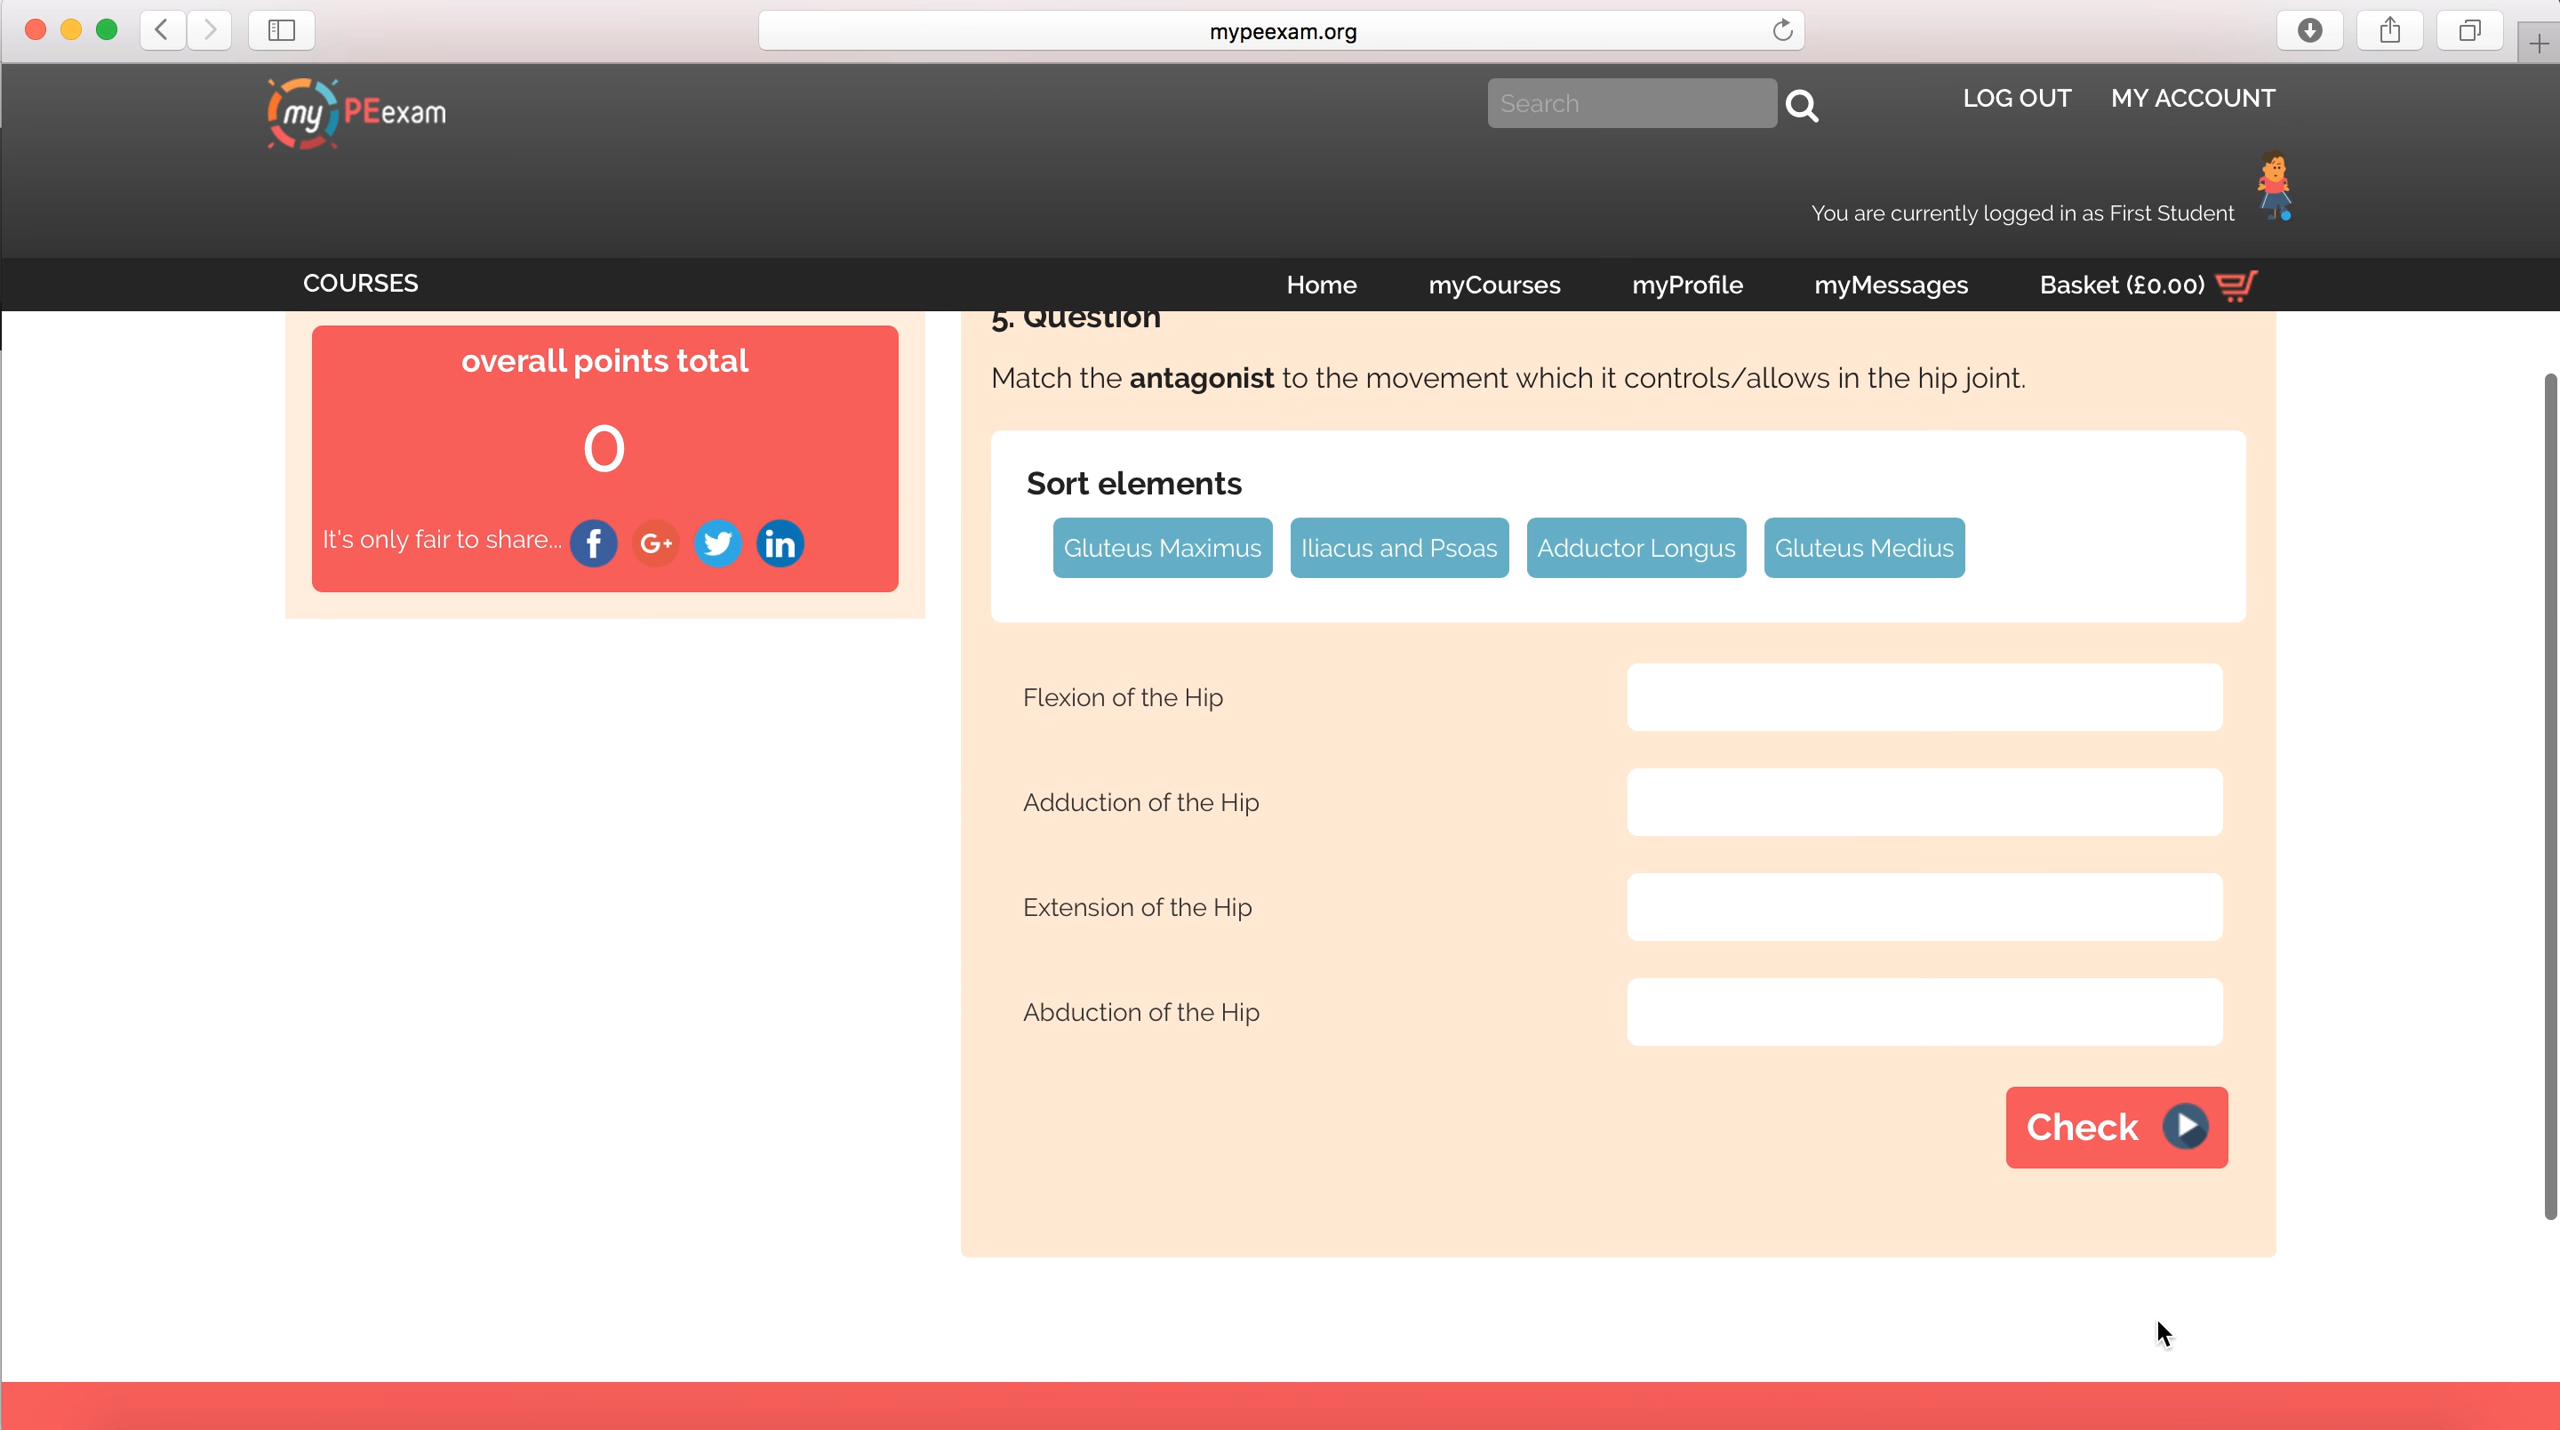 mypeexam.org
my PEexam
Search
LOG OUT
MY ACCOUNT
You are currently logged in as First Student
COURSES
Home
myCourses
myProfile
myMessages
Basket (£0.00)
overall points total
0
It's only fair to share...
f
G+
in
5. Question
Match the antagonist to the movement which it controls/allows in the hip joint.
Sort elements
Gluteus Maximus
Iliacus and Psoas
Adductor Longus
Gluteus Medius
Flexion of the Hip
Adduction of the Hip
Extension of the Hip
Abduction of the Hip
Check